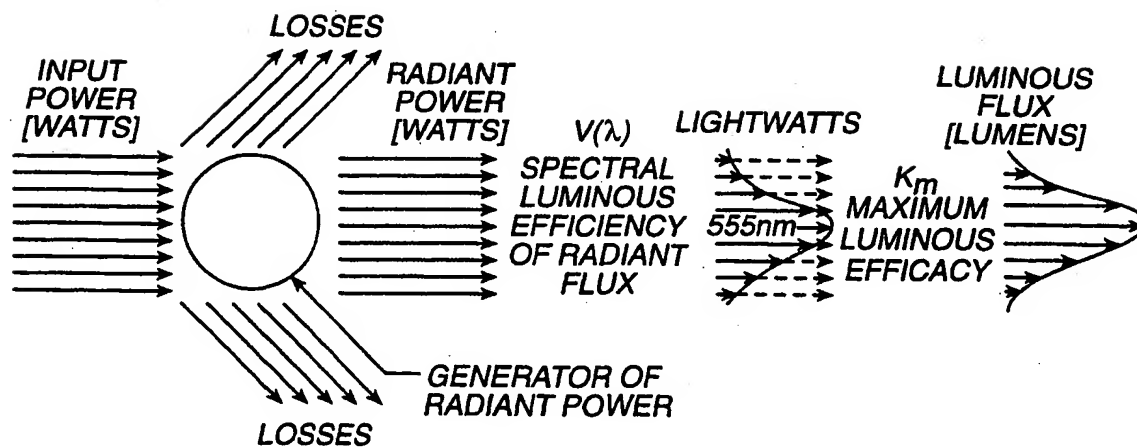 LOSSES
INPUT
POWER
[WATTS]
RADIANT
POWER
[WATTS]
V(λ)
SPECTRAL
LUMINOUS
EFFICIENCY
OF RADIANT
FLUX
LIGHTWATTS
555nm
Km
MAXIMUM
LUMINOUS
EFFICACY
LUMINOUS
FLUX
[LUMENS]
GENERATOR OF
RADIANT POWER
LOSSES